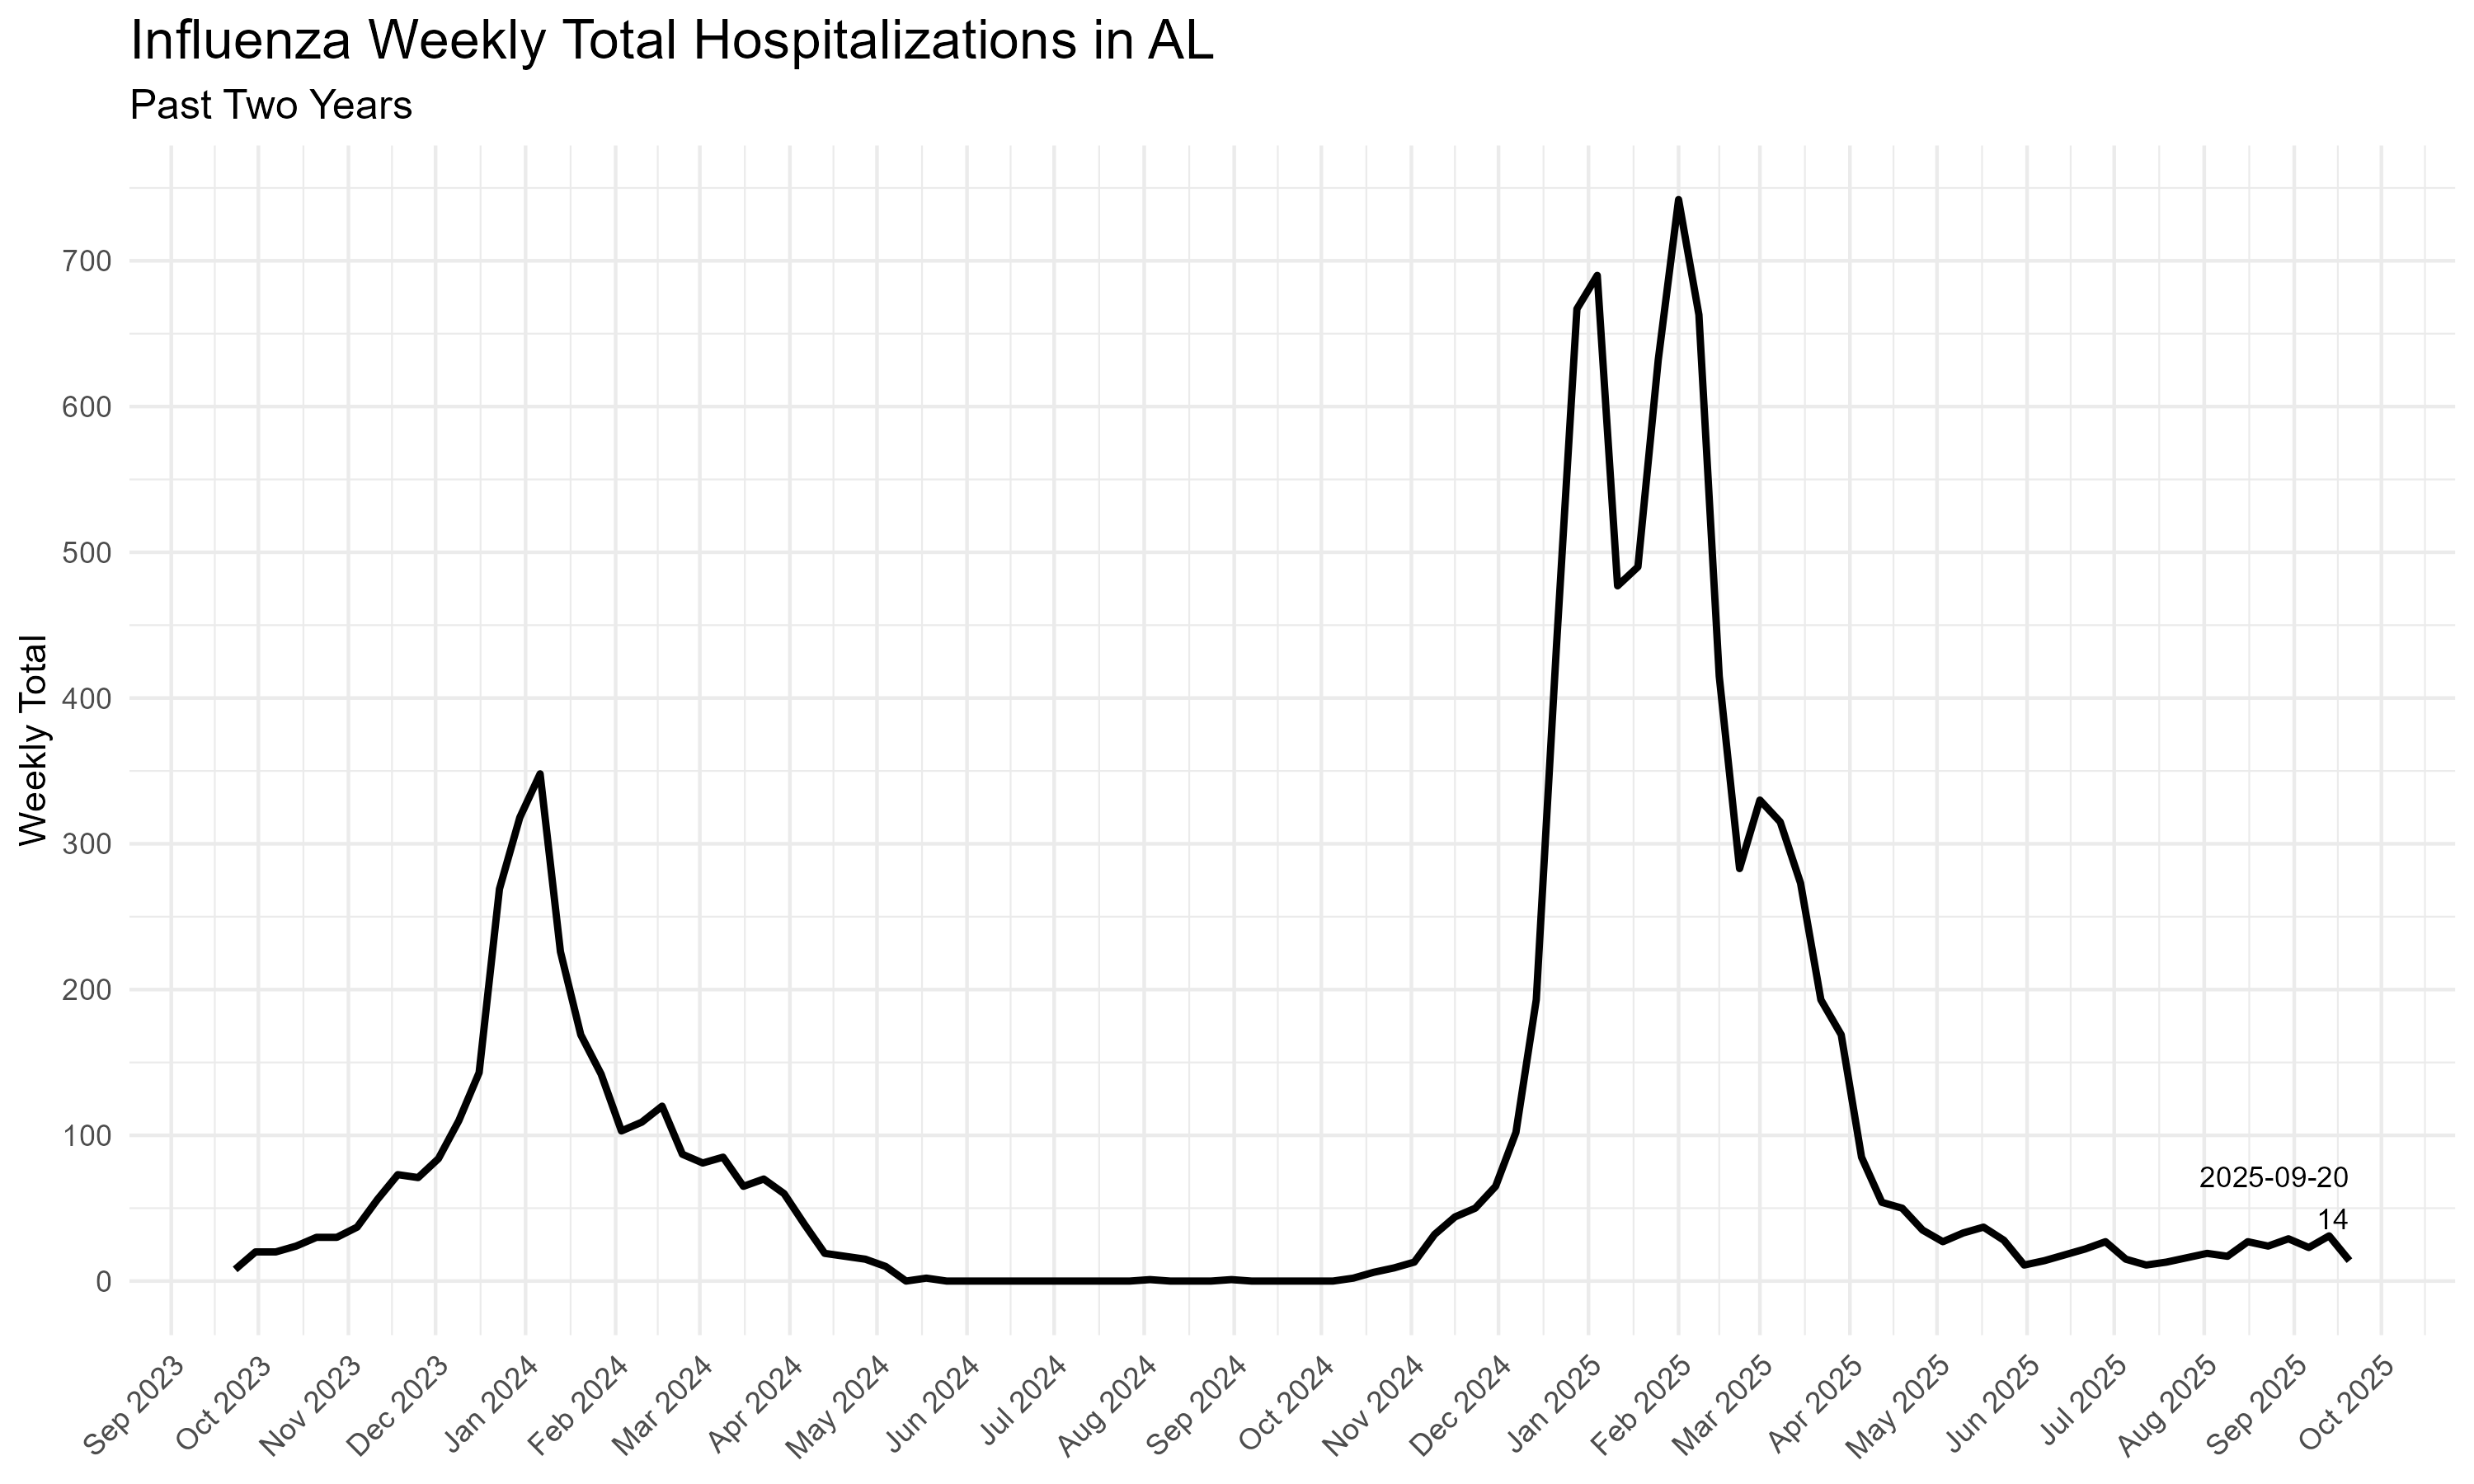 Influenza Weekly Total Hospitalizations in AL
Past Two Years
Weekly Total
700
600
500
400
300
200
100
0
2025-09-20
14
Sep 2023
Oct 2023
Nov 2023
Dec 2023
Jan 2024
Feb 2024
Mar 2024
Apr 2024
May 2024
Jun 2024
Jul 2024
Aug 2024
Sep 2024
Oct 2024
Nov 2024
Dec 2024
Jan 2025
Feb 2025
Mar 2025
Apr 2025
May 2025
Jun 2025
Jul 2025
Aug 2025
Sep 2025
Oct 2025